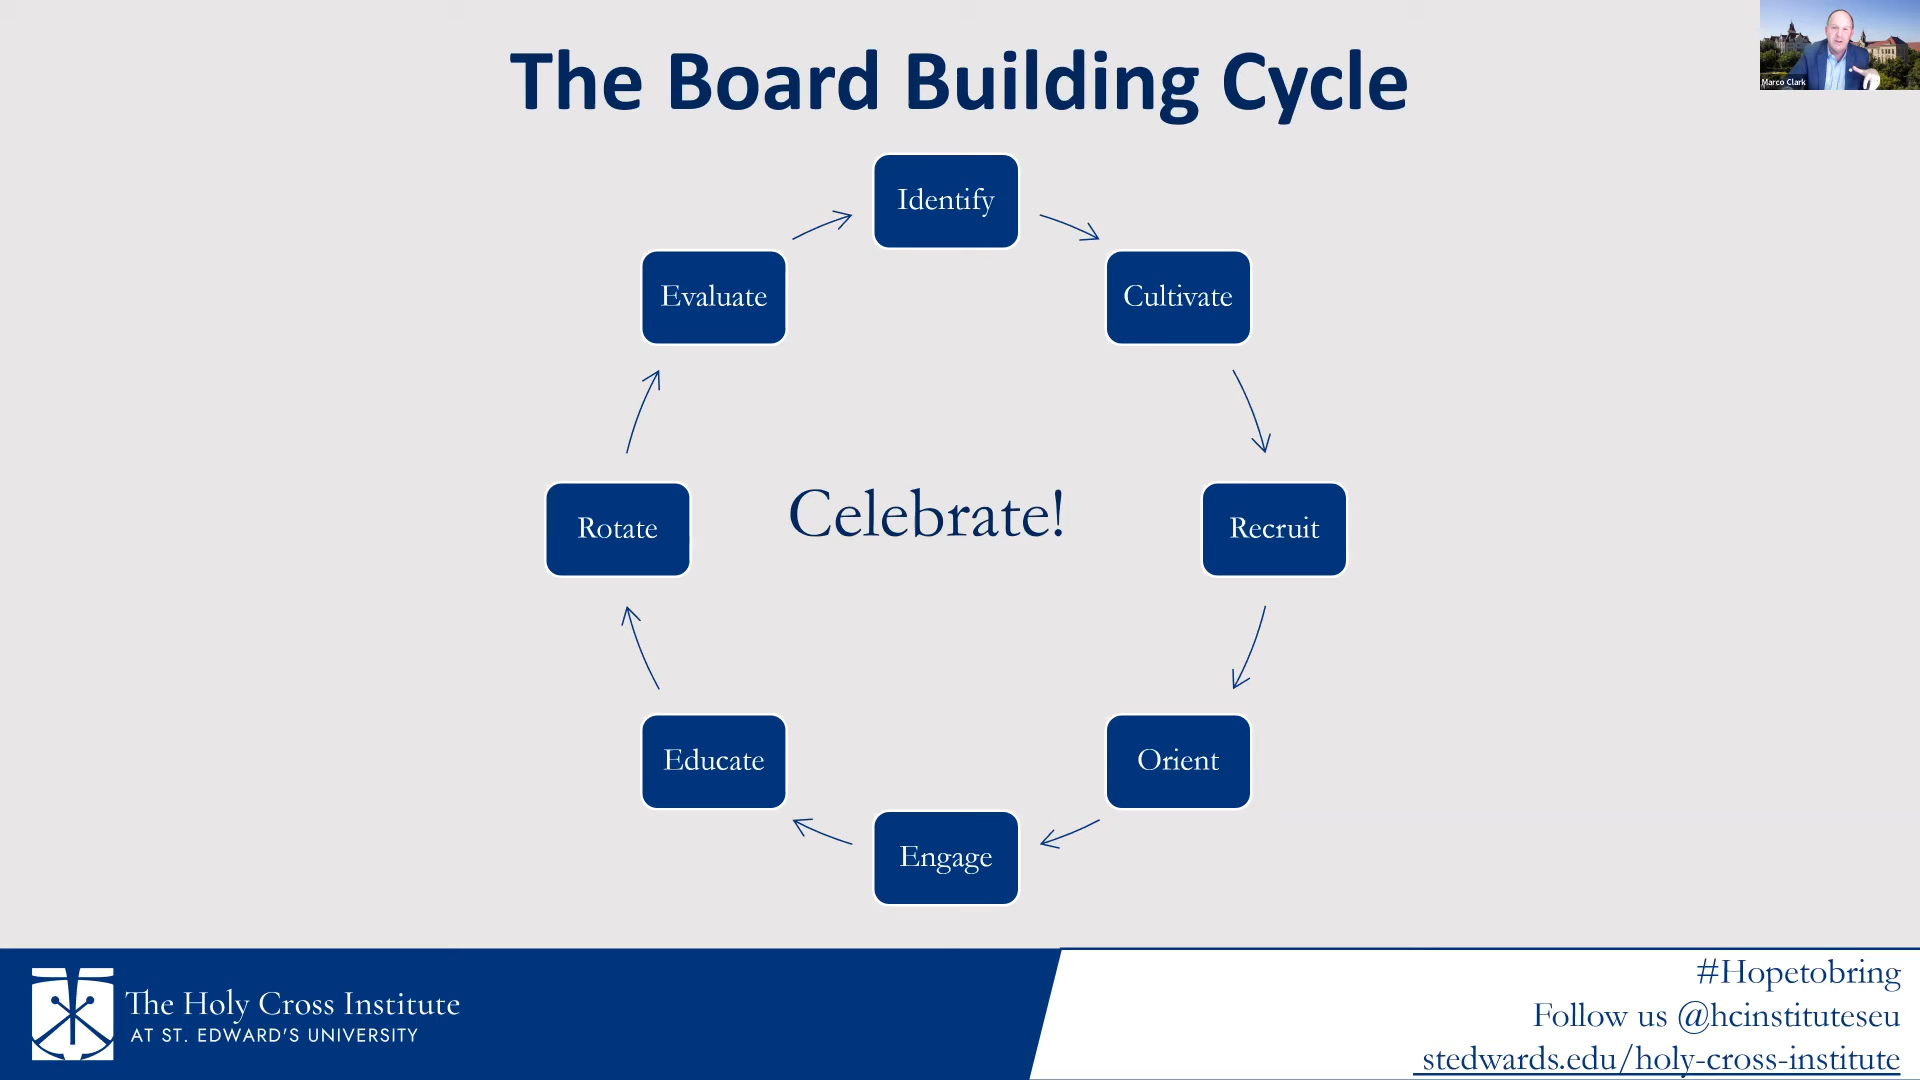 The Board Building Cycle
Marco Clark
Identify
Cultivate
Recruit
Orient
Engage
Educate
Rotate
Evaluate
Celebrate!
The Holy Cross Institute
AT ST. EDWARD'S UNIVERSITY
#Hopetobring
Follow us @hcinstituteseu
stedwards.edu/holy-cross-institute